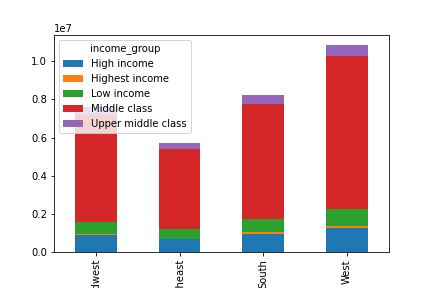 1e7
income_group
High income
Highest income
Low income
Middle class
Upper middle class
1.0
0.8
0.6
0.4
0.2
0.0
dwest
heast
South
West